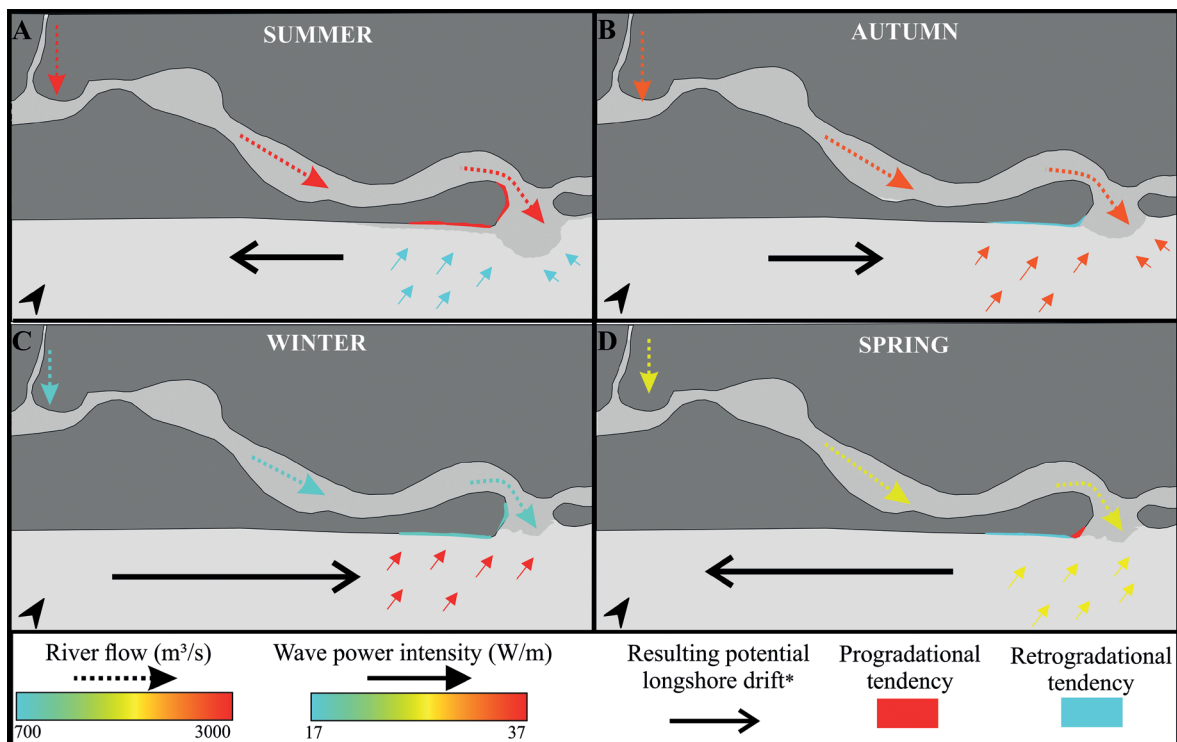 A
SUMMER
B
AUTUMN
C
WINTER
D
SPRING
River flow (m³/s)
700
3000
Wave power intensity (W/m)
17
37
Resulting potential
longshore drift*
Progradational
tendency
Retrogradational
tendency